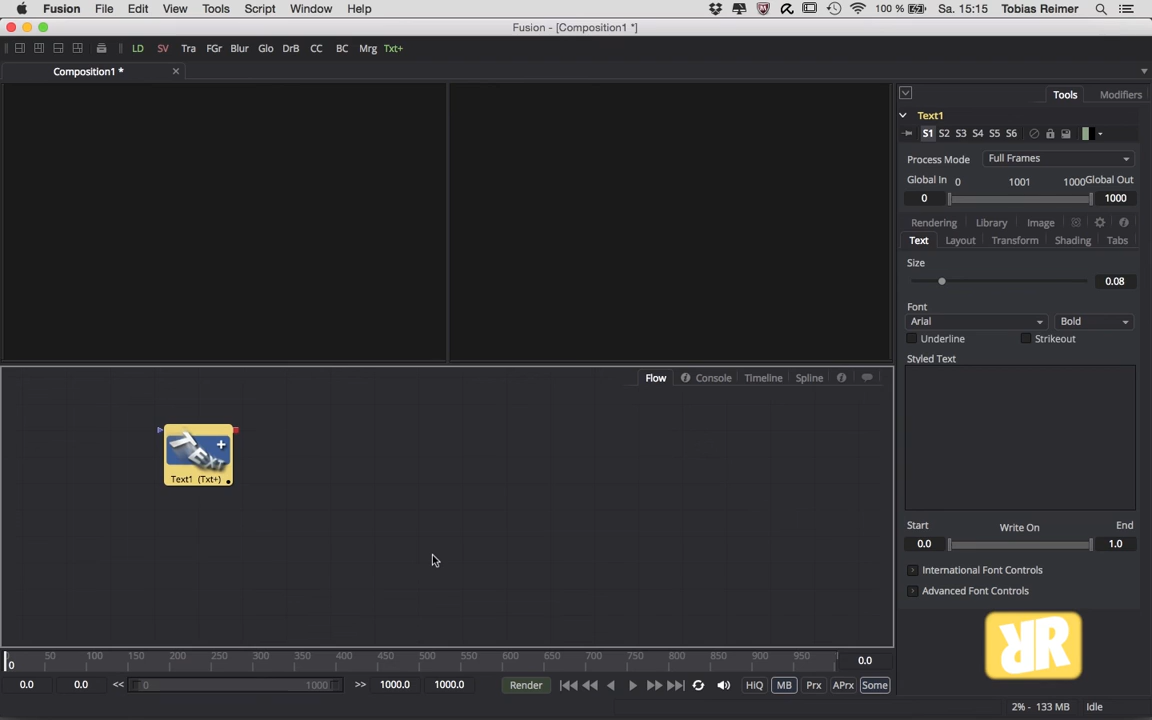 Fusion File Edit View Tools Script Window Help 100 % Sa. 15:15 Tobias Reimer
Fusion - [Composition1 *]
LD SV Tra FGr Blur Glo DrB CC BC Mrg Txt+
Composition1 *
Tools Modifiers
Text1
S1 S2 S3 S4 S5 S6
Process Mode Full Frames
Global In 0 1001 1000 Global Out
0 1000
Rendering Library Image
Text Layout Transform Shading Tabs
Size
0.08
Font
Arial Bold
Underline Strikeout
Styled Text
Flow Console Timeline Spline
TEXT
Text1 (Txt+)
Start Write On End
0.0 1.0
International Font Controls
Advanced Font Controls
RR
0 50 100 150 200 250 300 350 400 450 500 550 600 650 700 750 800 850 900 950 0.0
0.0 0.0 << 0 1000 >> 1000.0 1000.0 Render HiQ MB Prx APrx Some
2% - 133 MB Idle